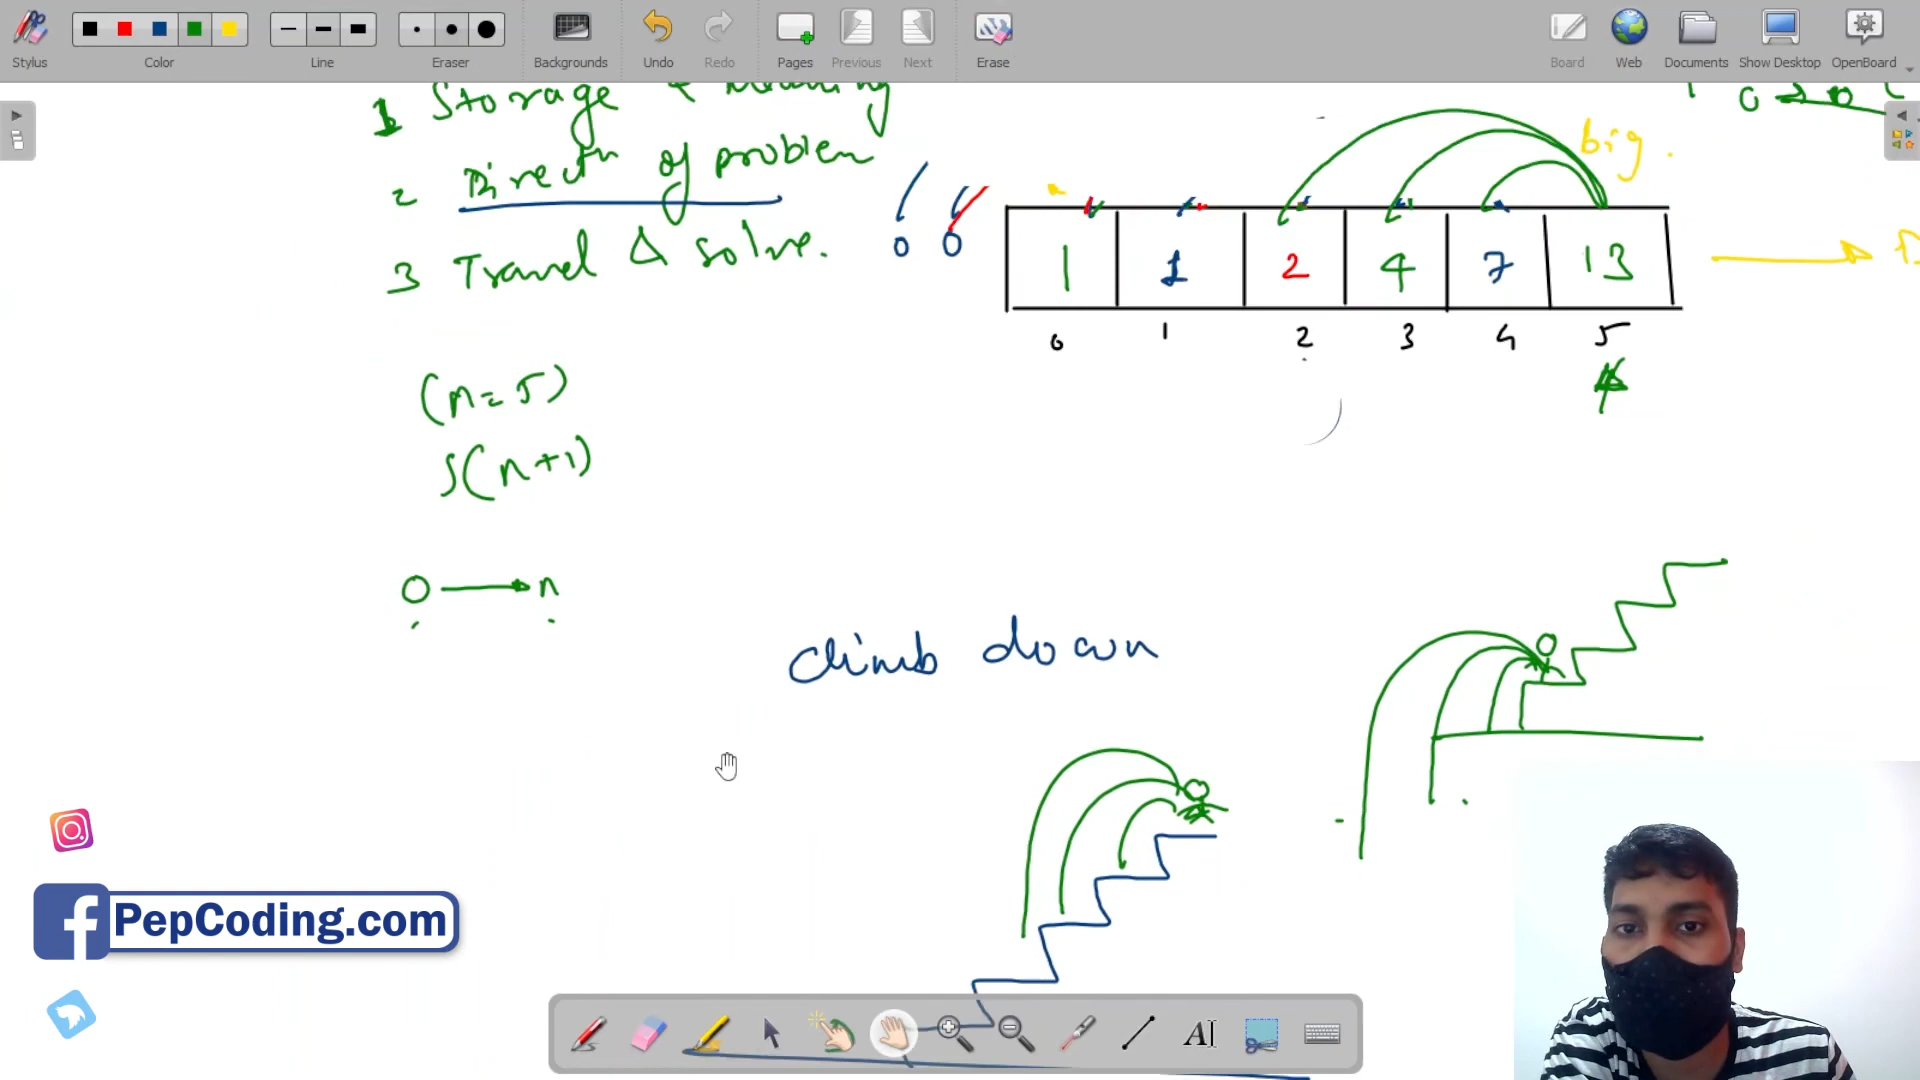 Stylus
Color
Line
Eraser
Backgrounds
Undo
Redo
Pages
Previous
Next
Erase
Board
Web
Documents
Show Desktop
OpenBoard
1 Storage &
2 Directn of problem
3 Travel & solve.
big.
0 0
1 1 2 4 7 13
0 1 2 3 4 5
(n=5)
(n+1)
0 → n
climb down
PepCoding.com